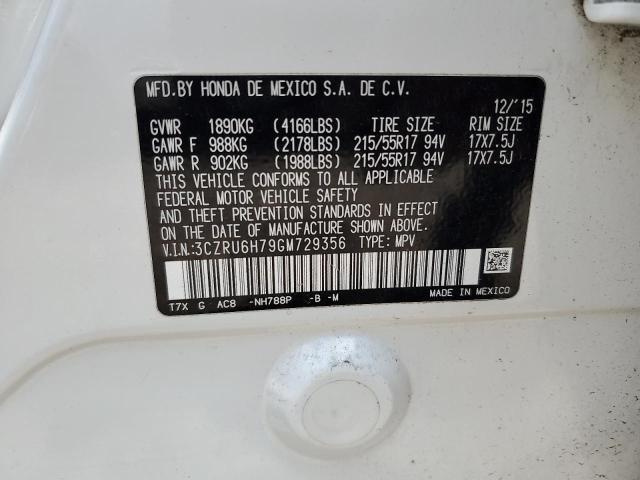 MFD.BY HONDA DE MEXICO S.A. DE C.V.
12/'15
GVWR 1890KG (4166LBS) TIRE SIZE RIM SIZE
GAWR F 988KG (2178LBS) 215/55R17 94V 17X7.5J
GAWR R 902KG (1988LBS) 215/55R17 94V 17X7.5J
THIS VEHICLE CONFORMS TO ALL APPLICABLE
FEDERAL MOTOR VEHICLE SAFETY
AND THEFT PREVENTION STANDARDS IN EFFECT
ON THE DATE OF MANUFACTURE SHOWN ABOVE.
V.I.N.:3CZRU6H79GM729356 TYPE: MPV
T7X G AC8 -NH788P -B -M MADE IN MEXICO